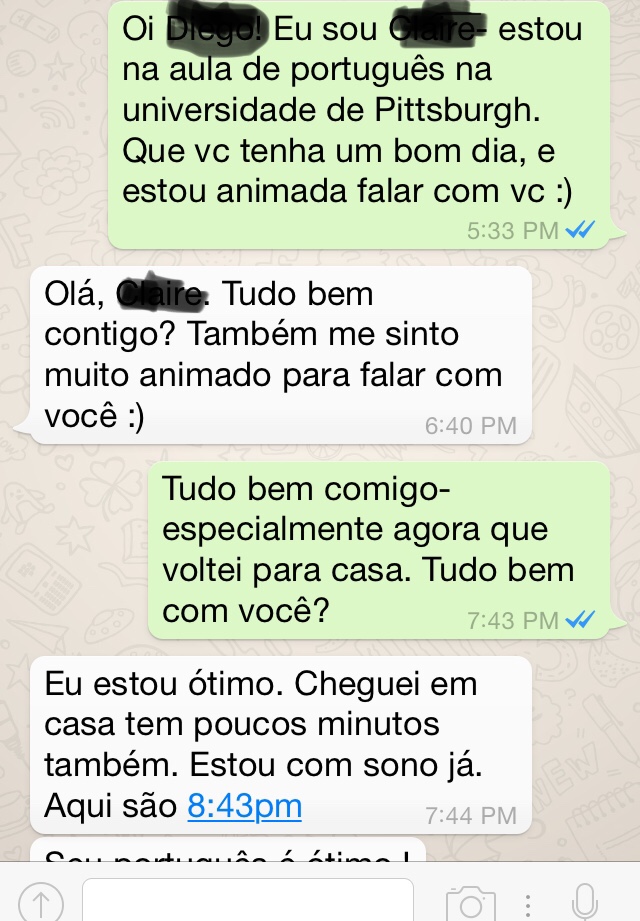 Oi Diego! Eu sou Claire- estou
na aula de português na
universidade de Pittsburgh.
Que vc tenha um bom dia, e
estou animada falar com vc :)
5:33 PM
Olá, Claire. Tudo bem
contigo? Também me sinto
muito animado para falar com
você :)
6:40 PM
Tudo bem comigo-
especialmente agora que
voltei para casa. Tudo bem
com você?
7:43 PM
Eu estou ótimo. Cheguei em
casa tem poucos minutos
também. Estou com sono já.
Aqui são 8:43pm
7:44 PM
Seu português é ótimo !